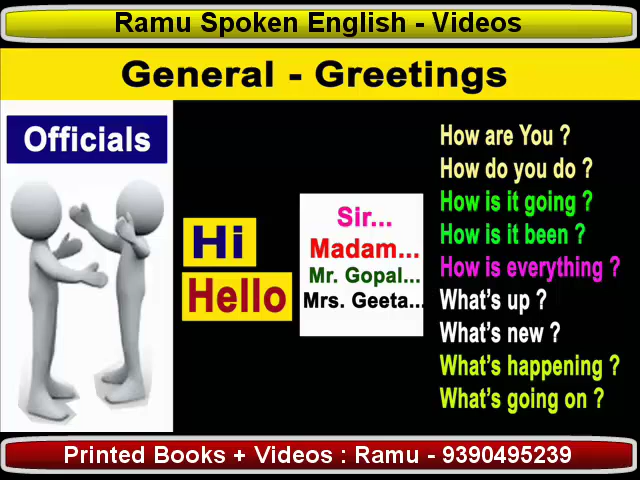 Ramu Spoken English - Videos
General - Greetings
Officials
Hi
Hello
Sir...
Madam...
Mr. Gopal...
Mrs. Geeta...
How are You ?
How do you do ?
How is it going ?
How is it been ?
How is everything ?
What's up ?
What's new ?
What's happening ?
What's going on ?
Printed Books + Videos : Ramu - 9390495239